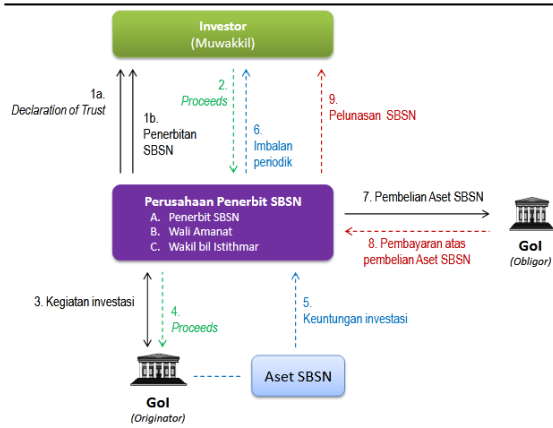 Investor
(Muwakkil)
1a.
Declaration of Trust
1b.
Penerbitan
SBSN
2.
Proceeds
6.
Imbalan
periodik
9.
Pelunasan SBSN
Perusahaan Penerbit SBSN
A. Penerbit SBSN
B. Wali Amanat
C. Wakil bil Istithmar
7. Pembelian Aset SBSN
8. Pembayaran atas
pembelian Aset SBSN
GoI
(Obligor)
3. Kegiatan investasi
4.
Proceeds
5.
Keuntungan investasi
GoI
(Originator)
Aset SBSN